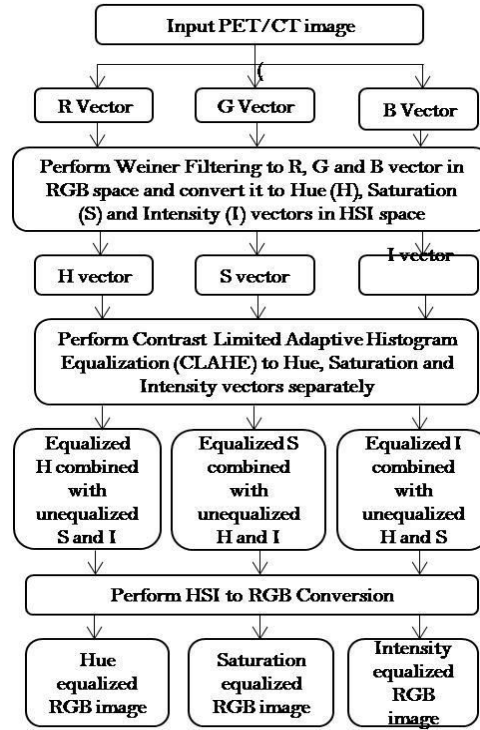 Input PET/CT image
(
R Vector
G Vector
B Vector
Perform Weiner Filtering to R, G and B vector in
RGB space and convert it to Hue (H), Saturation
(S) and Intensity (I) vectors in HSI space
H vector
S vector
I vector
Perform Contrast Limited Adaptive Histogram
Equalization (CLAHE) to Hue, Saturation and
Intensity vectors separately
Equalized
H combined
with
unequalized
S and I
Equalized S
combined
with
unequalized
H and I
Equalized I
combined
with
unequalized
H and S
Perform HSI to RGB Conversion
Hue
equalized
RGB image
Saturation
equalized
RGB image
Intensity
equalized
RGB
image